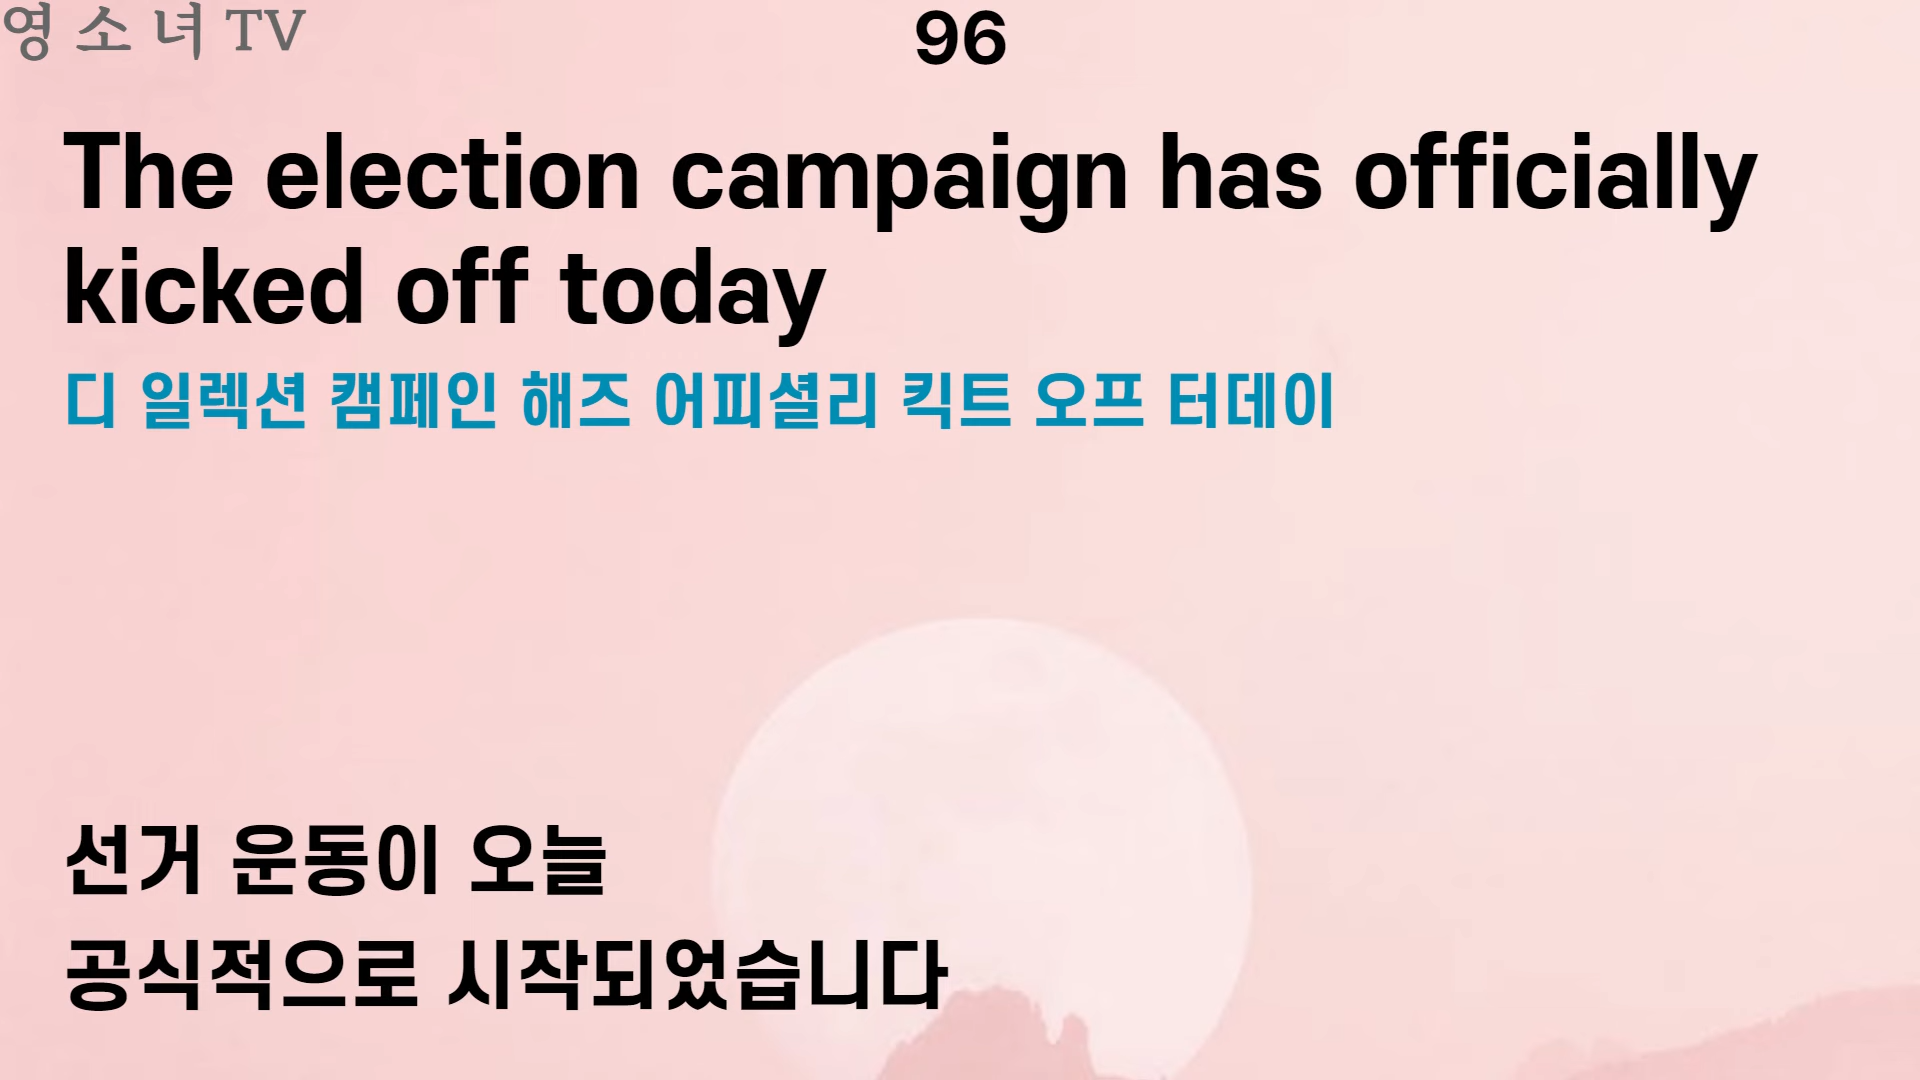 영소녀TV
96
The election campaign has officially
kicked off today
디 일렉션 캠페인 해즈 어피셜리 킥트 오프 터데이
선거 운동이 오늘
공식적으로 시작되었습니다